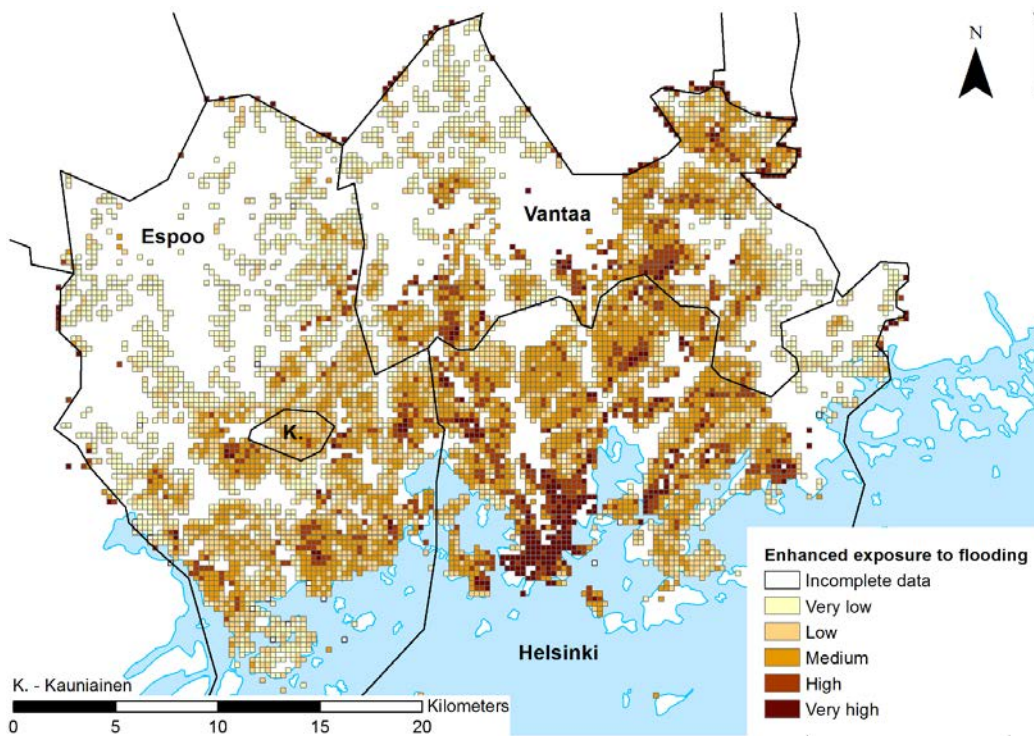 N
Vantaa
Espoo
K.
Enhanced exposure to flooding
Incomplete data
Very low
Low
Medium
High
Very high
Helsinki
K. - Kauniainen
Kilometers
0 5 10 15 20